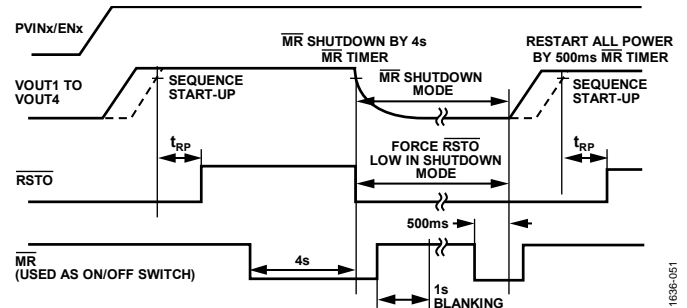 PVINx/ENx
MR SHUTDOWN BY 4s
MR TIMER
RESTART ALL POWER
BY 500ms MR TIMER
VOUT1 TO
VOUT4
SEQUENCE
START-UP
MR SHUTDOWN
MODE
SEQUENCE
START-UP
tRP
FORCE RSTO
LOW IN SHUTDOWN
MODE
tRP
RSTO
500ms
MR
(USED AS ON/OFF SWITCH)
4s
1s
BLANKING
11636-051